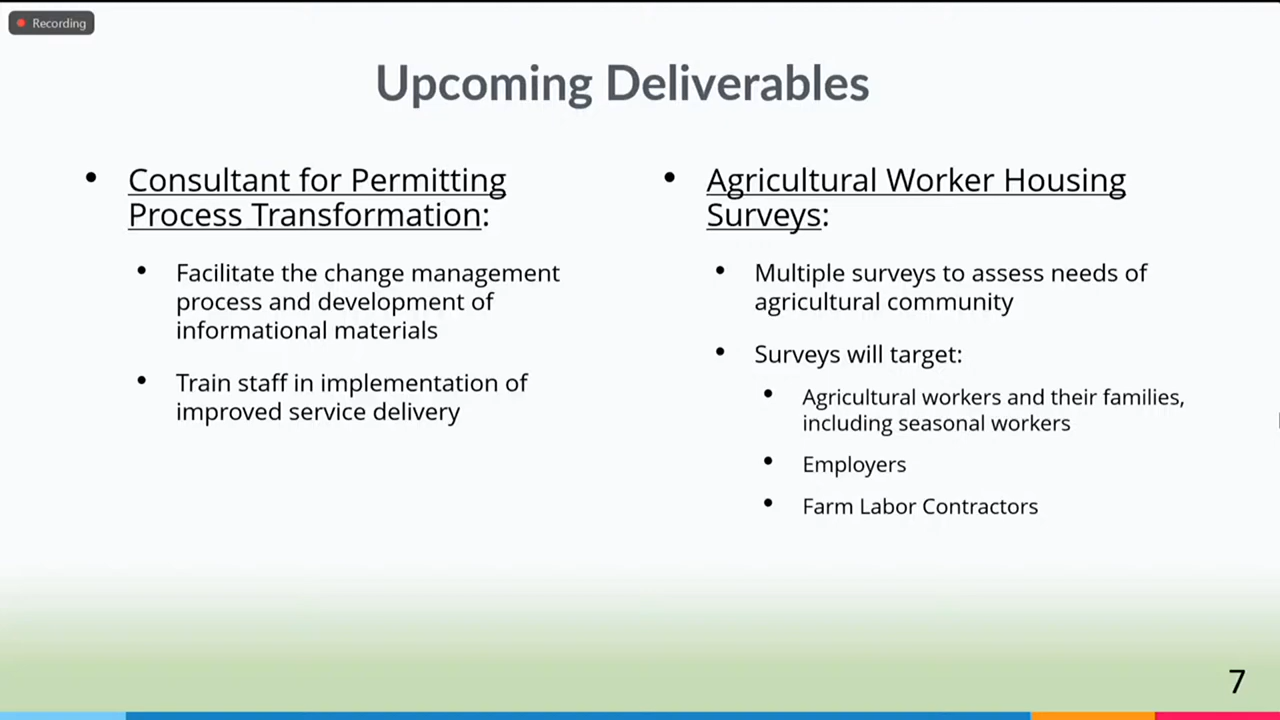 Recording
Upcoming Deliverables
• Consultant for Permitting
Process Transformation:
• Facilitate the change management
process and development of
informational materials
• Train staff in implementation of
improved service delivery
• Agricultural Worker Housing
Surveys:
• Multiple surveys to assess needs of
agricultural community
• Surveys will target:
• Agricultural workers and their families,
including seasonal workers
• Employers
• Farm Labor Contractors
7